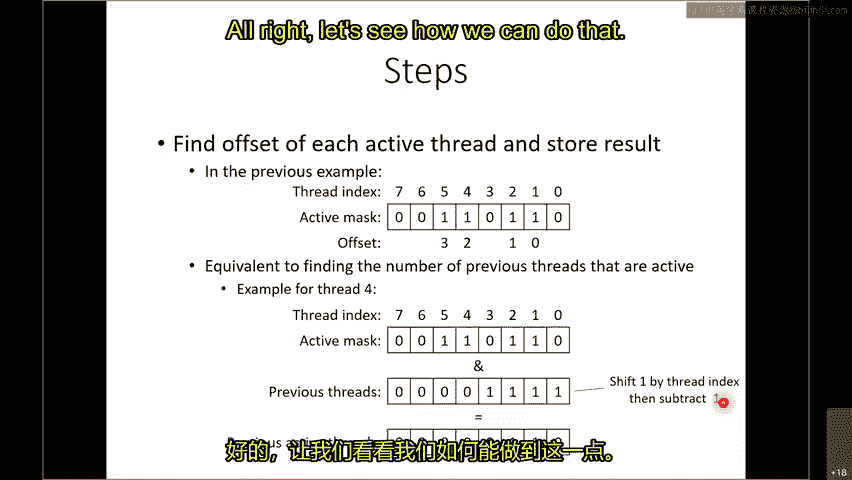 All right, let's see how we can do that.
Steps
• Find offset of each active thread and store result
• In the previous example:
Thread index: 7 6 5 4 3 2 1 0
Active mask: 0 0 1 1 0 1 1 0
Offset: 3 2 1 0
• Equivalent to finding the number of previous threads that are active
• Example for thread 4:
Thread index: 7 6 5 4 3 2 1 0
Active mask: 0 0 1 1 0 1 1 0
&
Previous threads: 0 0 0 0 1 1 1 1
Shift 1 by thread index
then subtract 1
=
好的，让我们看看我们如何能做到这一点。
+18